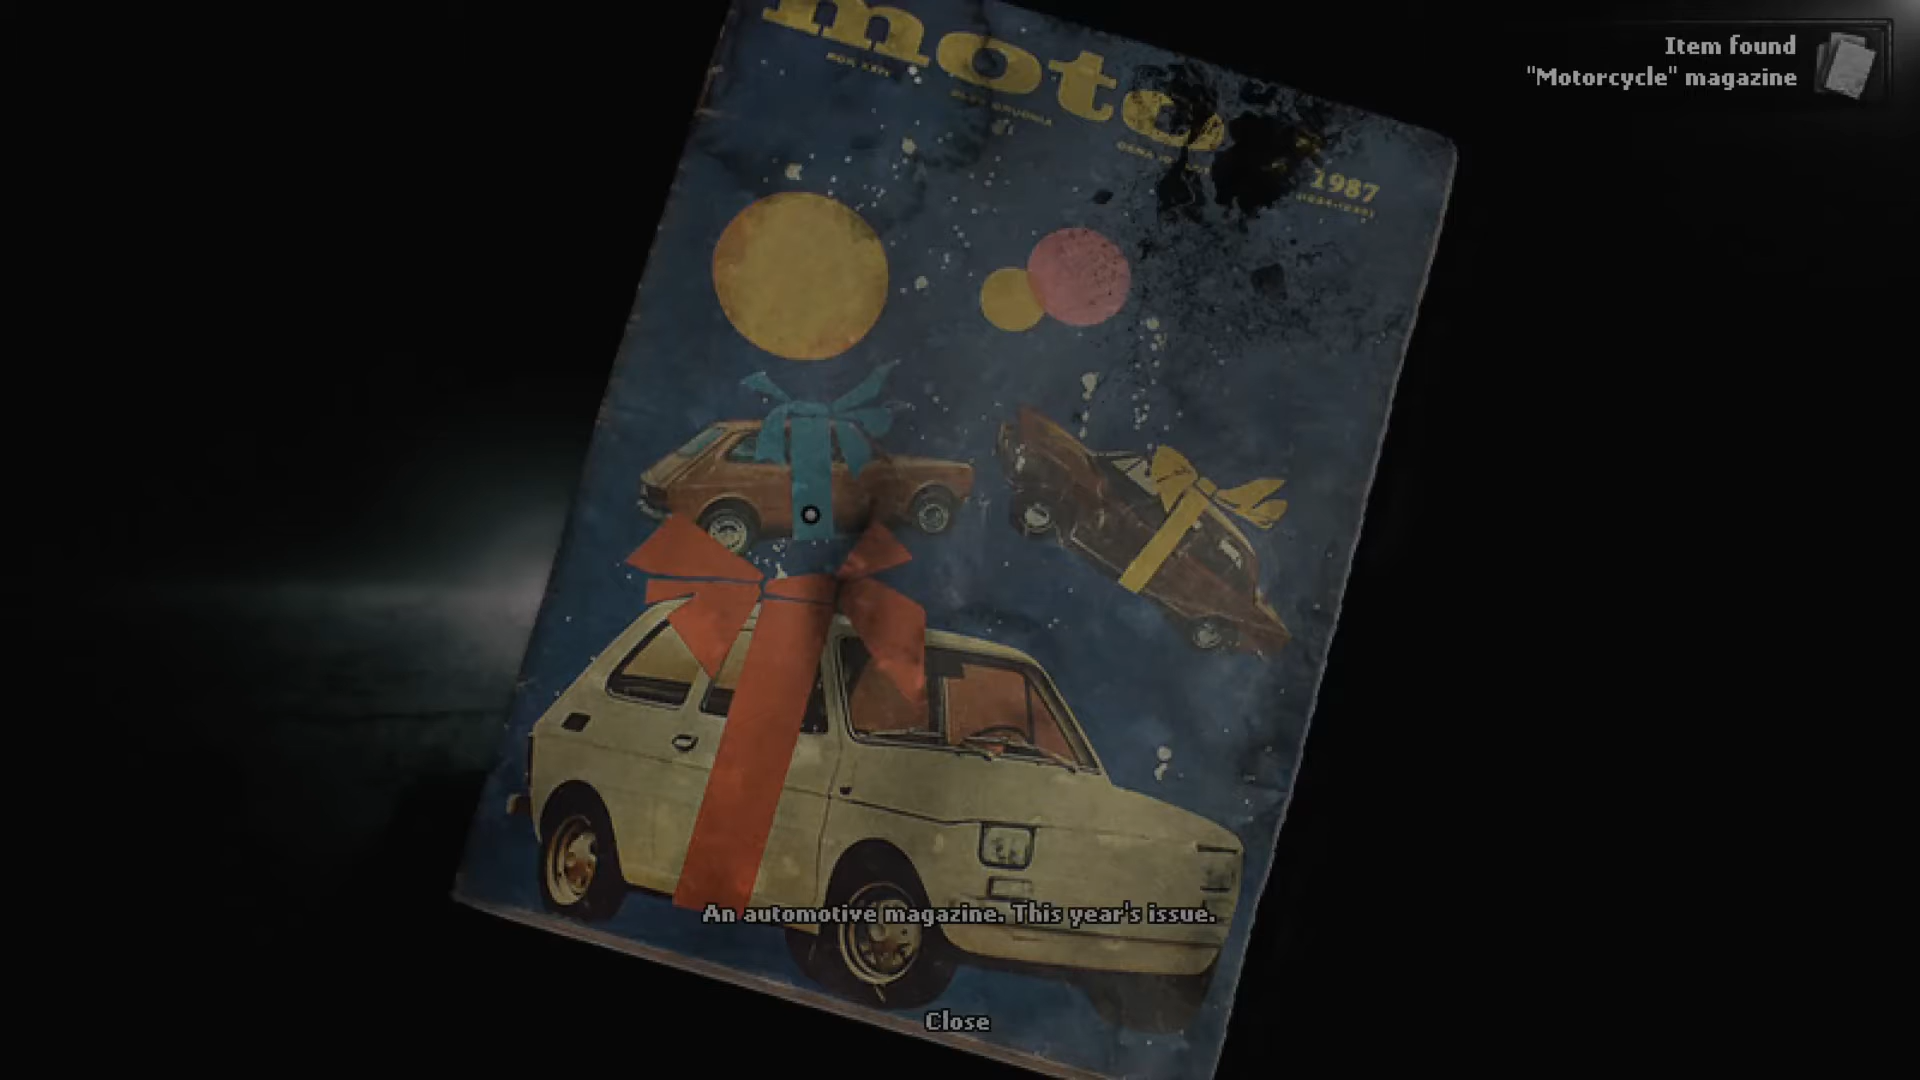 Item found
"Motorcycle" magazine
moto
1987
An automotive magazine. This year's issue.
Close